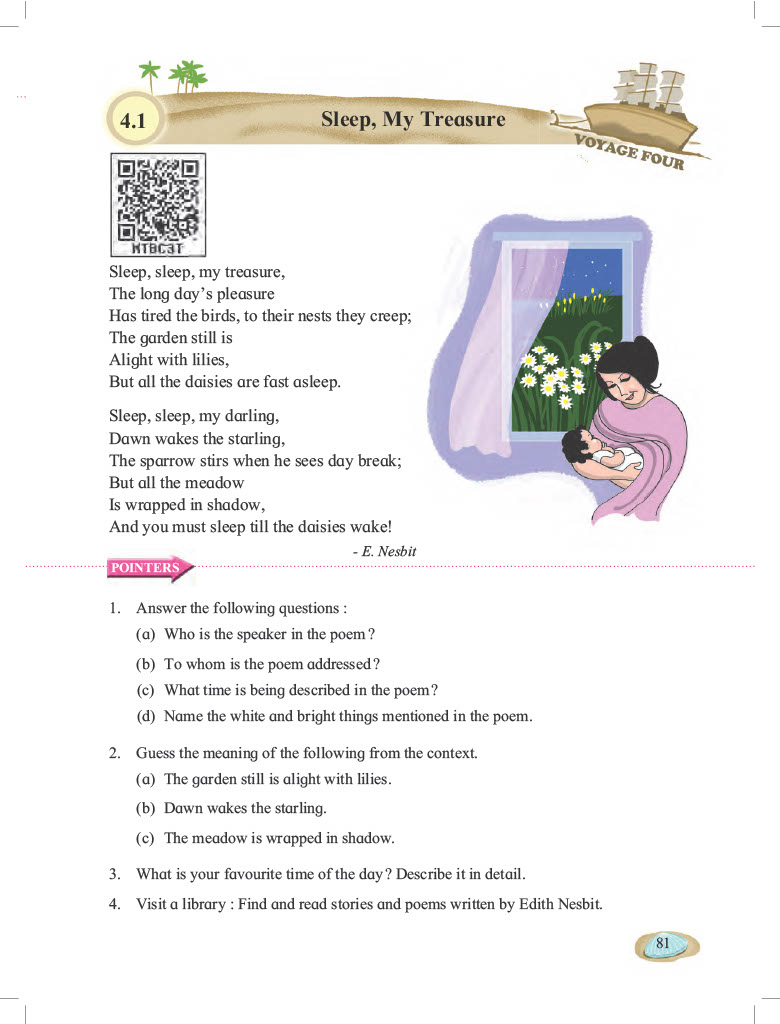 4.1
Sleep, My Treasure
VOYAGE FOUR
MTBC3T
Sleep, sleep, my treasure,
The long day’s pleasure
Has tired the birds, to their nests they creep;
The garden still is
Alight with lilies,
But all the daisies are fast asleep.
Sleep, sleep, my darling,
Dawn wakes the starling,
The sparrow stirs when he sees day break;
But all the meadow
Is wrapped in shadow,
And you must sleep till the daisies wake!
- E. Nesbit
POINTERS
1. Answer the following questions :
(a) Who is the speaker in the poem?
(b) To whom is the poem addressed?
(c) What time is being described in the poem?
(d) Name the white and bright things mentioned in the poem.
2. Guess the meaning of the following from the context.
(a) The garden still is alight with lilies.
(b) Dawn wakes the starling.
(c) The meadow is wrapped in shadow.
3. What is your favourite time of the day? Describe it in detail.
4. Visit a library : Find and read stories and poems written by Edith Nesbit.
81